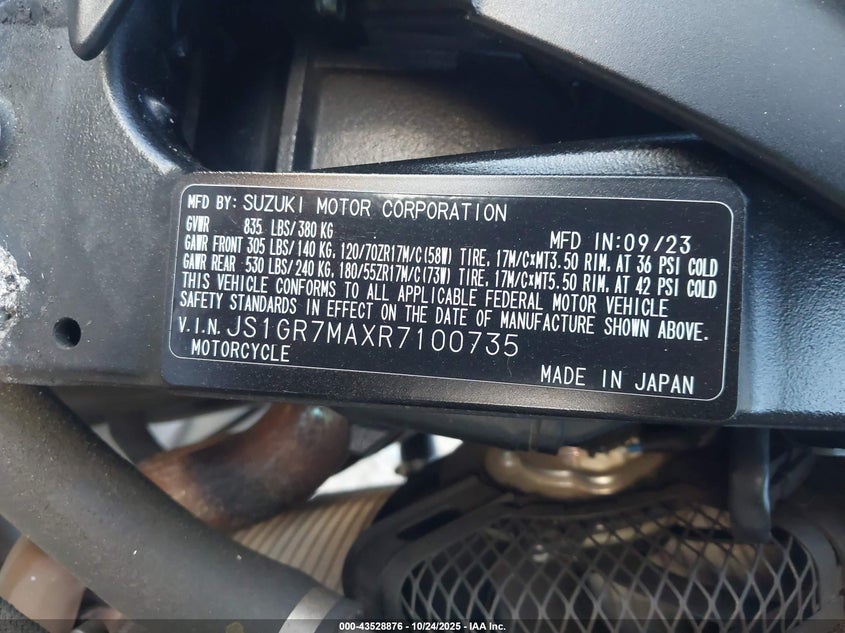 MFD BY: SUZUKI MOTOR CORPORATION
GVWR 835 LBS/380 KG MFD IN:09/23
GAWR FRONT 305 LBS/140 KG, 120/70ZR17M/C(58W) TIRE, 17M/C×MT3.50 RIM, AT 36 PSI COLD
GAWR REAR 530 LBS/240 KG, 180/55ZR17M/C(73W) TIRE, 17M/C×MT5.50 RIM, AT 42 PSI COLD
THIS VEHICLE CONFORMS TO ALL APPLICABLE FEDERAL MOTOR VEHICLE
SAFETY STANDARDS IN EFFECT ON THE DATE OF MANUFACTURE SHOWN ABOVE.
V.I.N. JS1GR7MAXR7100735
MOTORCYCLE
MADE IN JAPAN
000-43528876 - 10/24/2025 - © IAA, Inc.